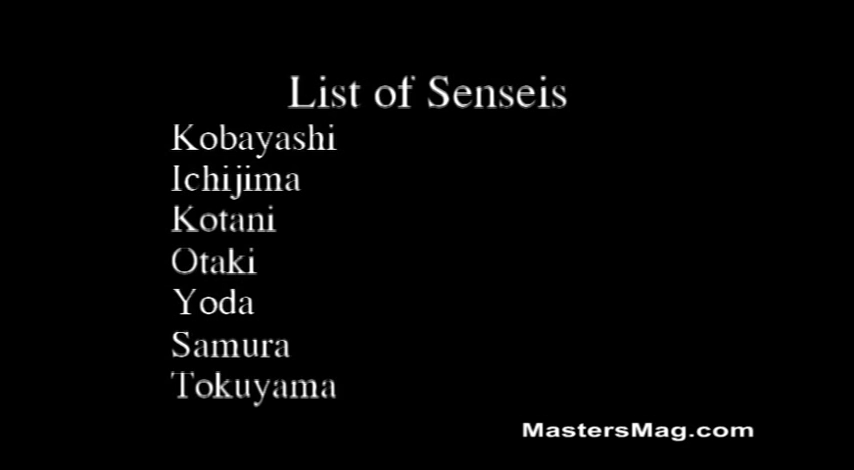 List of Senseis
Kobayashi
Ichijima
Kotani
Otaki
Yoda
Samura
Tokuyama
MastersMag.com